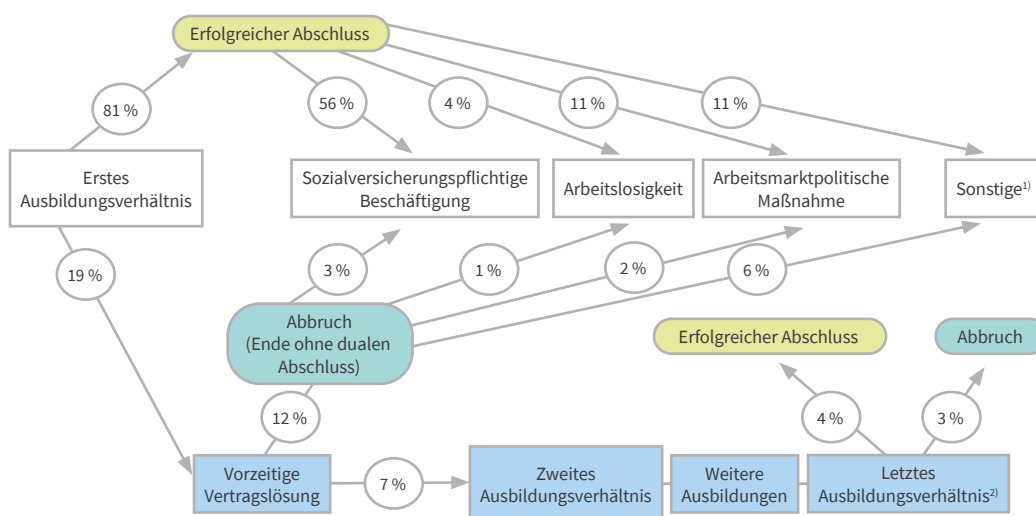 Erfolgreicher Abschluss
81 %
56 %
4 %
11 %
11 %
Erstes
Ausbildungsverhältnis
Sozialversicherungspflichtige
Beschäftigung
Arbeitslosigkeit
Arbeitsmarktpolitische
Maßnahme
Sonstige¹⁾
19 %
3 %
1 %
2 %
6 %
Abbruch
(Ende ohne dualen
Abschluss)
Erfolgreicher Abschluss
Abbruch
12 %
4 %
3 %
Vorzeitige
Vertragslösung
7 %
Zweites
Ausbildungsverhältnis
Weitere
Ausbildungen
Letztes
Ausbildungsverhältnis²⁾